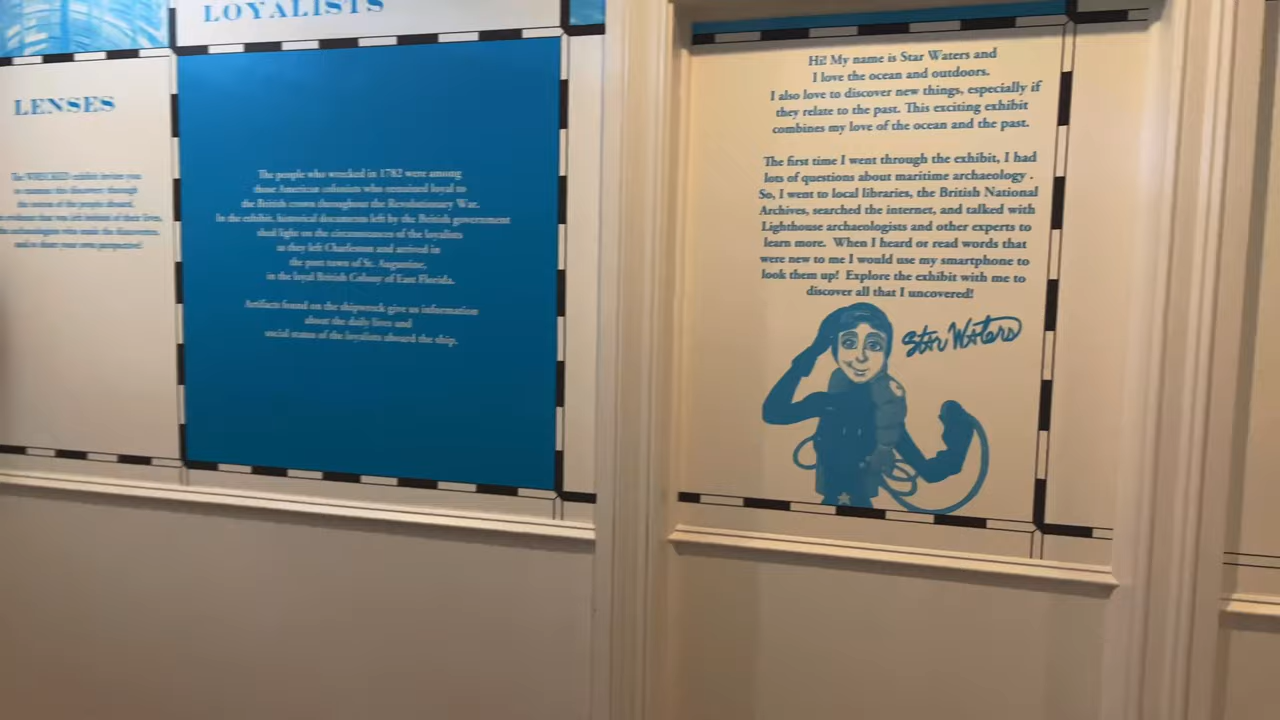 LOYALISTS
LENSES
The WRECKED exhibit invites you
The people who wrecked in 1782 were among
those American colonists who remained loyal to
the British crown throughout the Revolutionary War.
In the exhibit, historical documents left by the British government
shed light on the circumstances of the loyalists
as they left Charleston and arrived in
the port town of St. Augustine,
in the loyal British Colony of East Florida.
Artifacts found on the shipwreck give us information
about the daily lives and
social status of the loyalists aboard the ship.
Hi! My name is Star Waters and
I love the ocean and outdoors.
I also love to discover new things, especially if
they relate to the past. This exciting exhibit
combines my love of the ocean and the past.
The first time I went through the exhibit, I had
lots of questions about maritime archaeology .
So, I went to local libraries, the British National
Archives, searched the internet, and talked with
Lighthouse archaeologists and other experts to
learn more. When I heard or read words that
were new to me I would use my smartphone to
look them up! Explore the exhibit with me to
discover all that I uncovered!
Star Waters